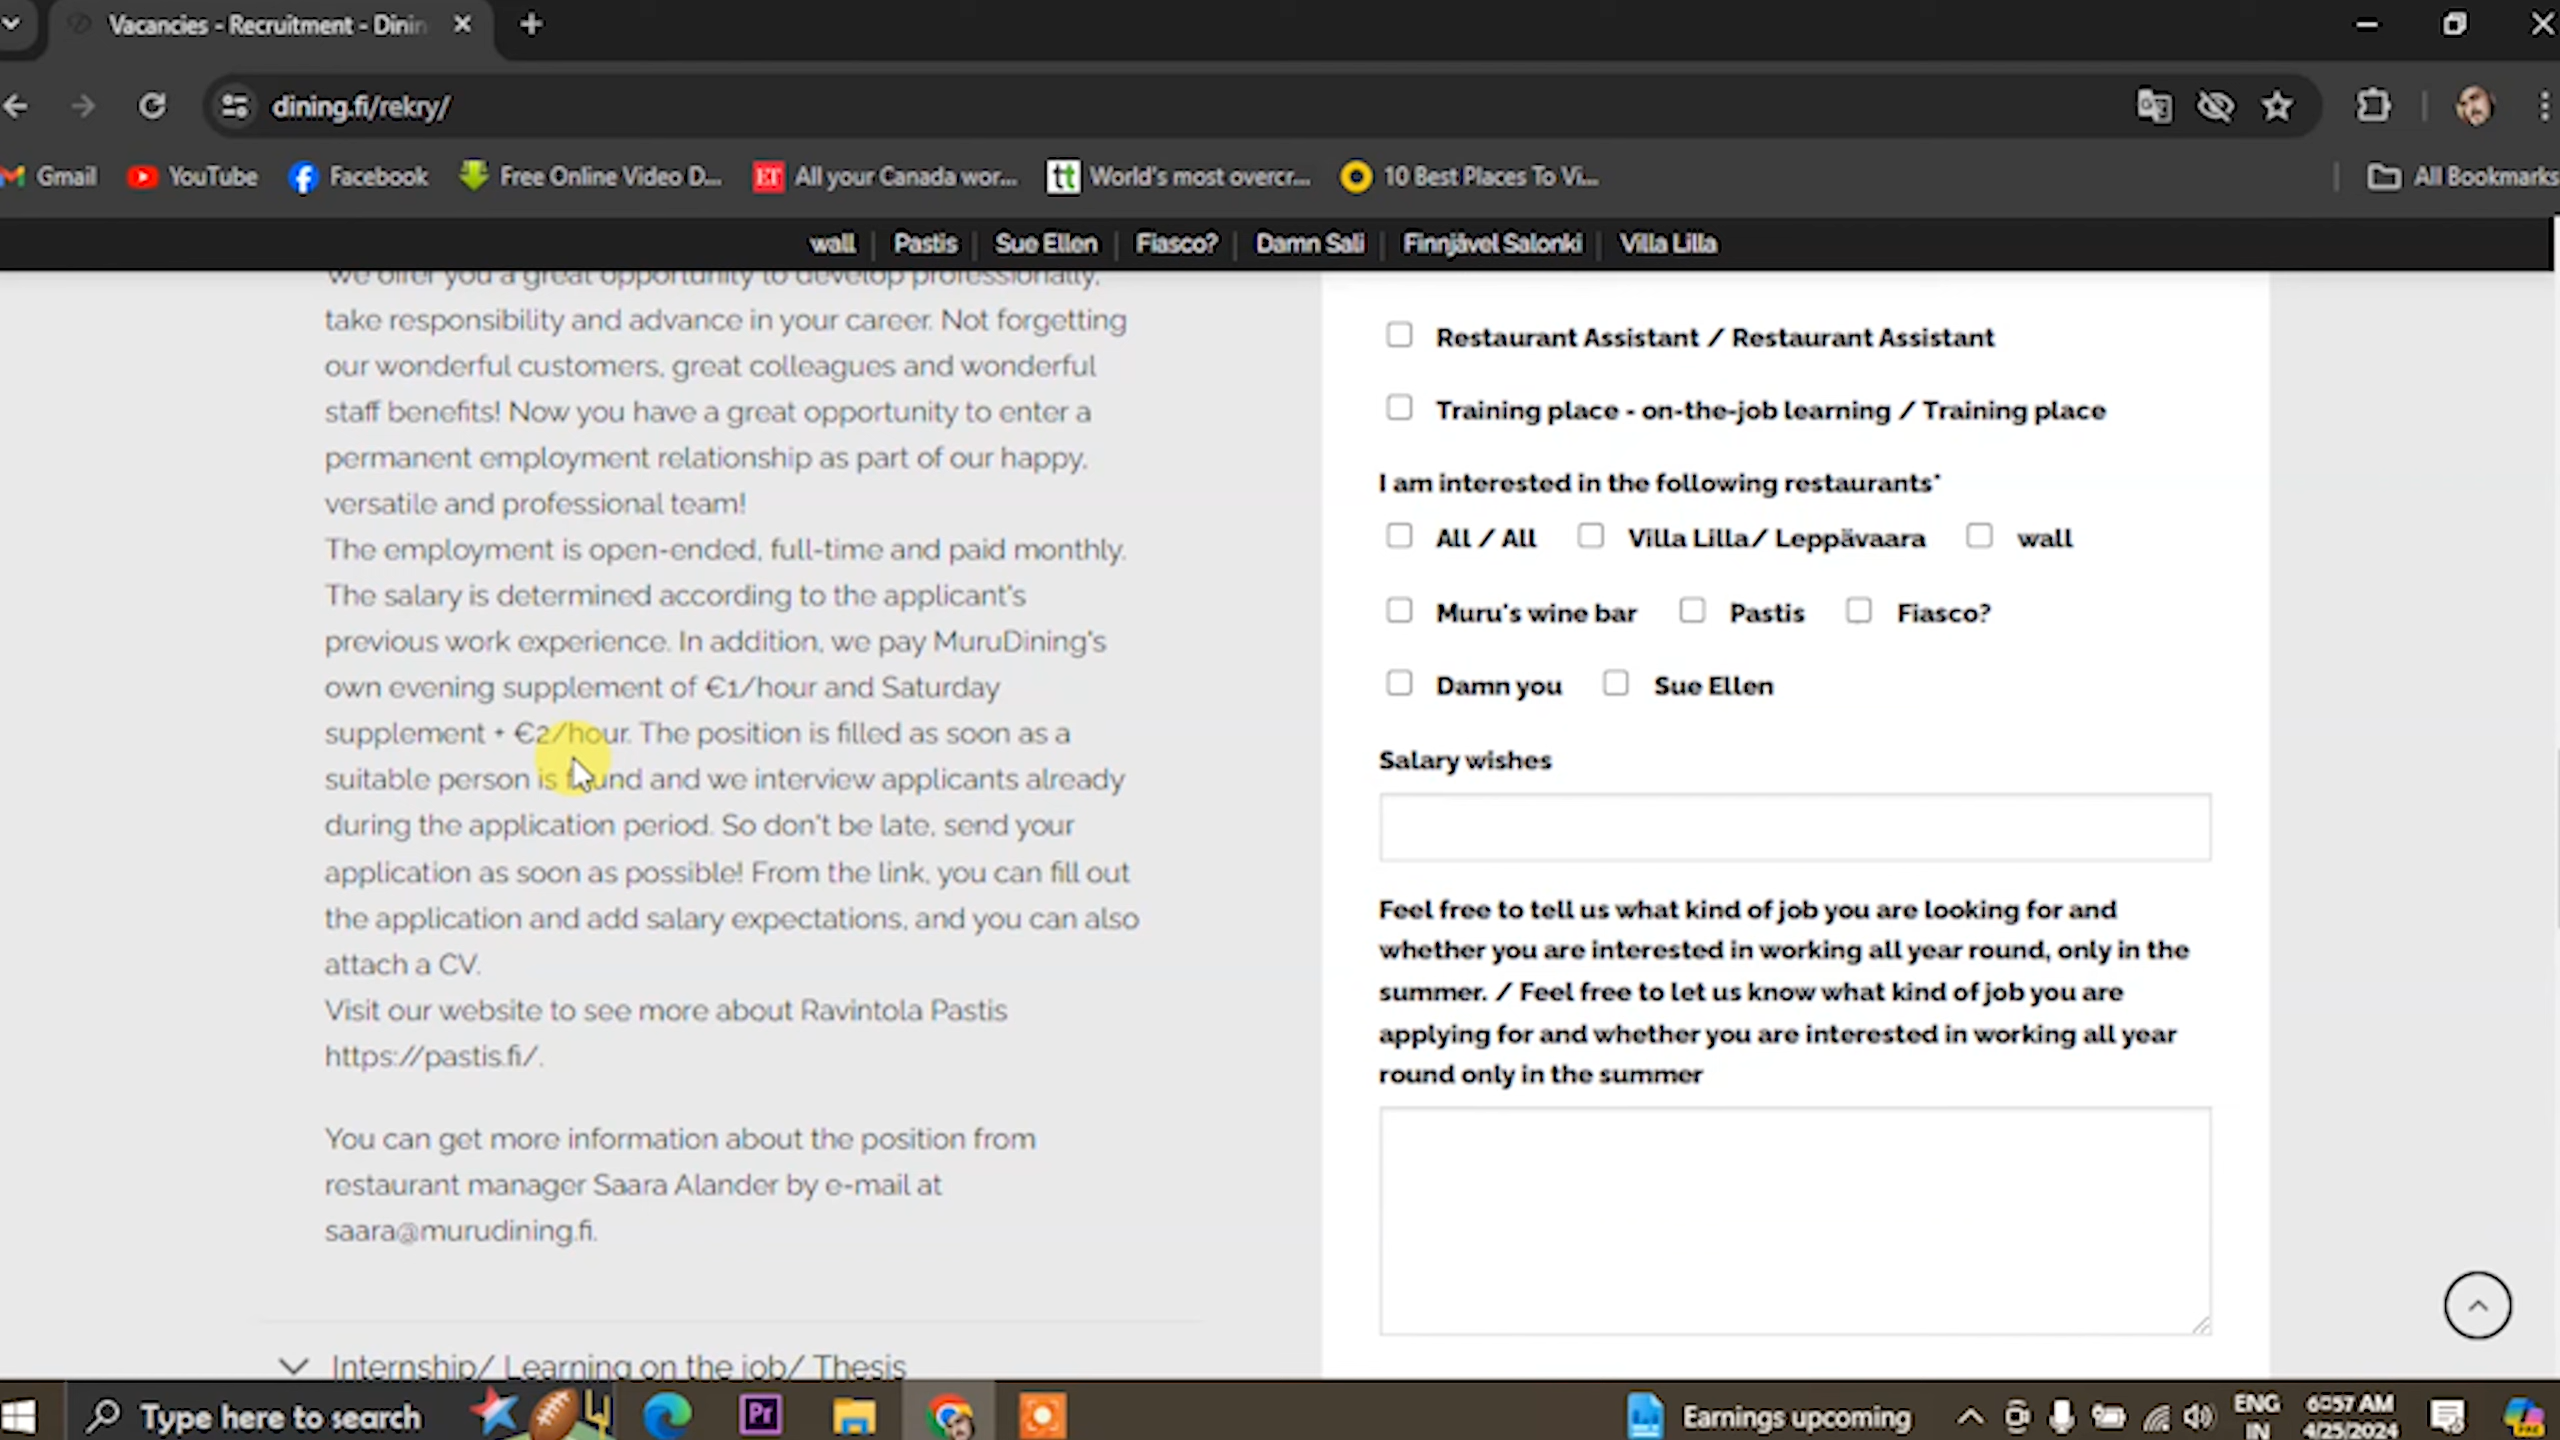 Vacancies - Recruitment - Dinin
dining.fi/rekry/
Gmail
YouTube
Facebook
Free Online Video D...
All your Canada wor...
World's most overcr...
10 Best Places To Vi...
All Bookmarks
wall
Pastis
Sue Ellen
Fiasco?
Damn Sali
Finnjävel Salonki
Villa Lilla
We offer you a great opportunity to develop professionally,
take responsibility and advance in your career. Not forgetting
our wonderful customers, great colleagues and wonderful
staff benefits! Now you have a great opportunity to enter a
permanent employment relationship as part of our happy,
versatile and professional team!
The employment is open-ended, full-time and paid monthly.
The salary is determined according to the applicant's
previous work experience. In addition, we pay MuruDining's
own evening supplement of €1/hour and Saturday
supplement + €2/hour. The position is filled as soon as a
suitable person is found and we interview applicants already
during the application period. So don't be late, send your
application as soon as possible! From the link, you can fill out
the application and add salary expectations, and you can also
attach a CV.
Visit our website to see more about Ravintola Pastis
https://pastis.fi/.
You can get more information about the position from
restaurant manager Saara Alander by e-mail at
saara@murudining.fi.
Internship/ Learning on the job/ Thesis
Restaurant Assistant / Restaurant Assistant
Training place - on-the-job learning / Training place
I am interested in the following restaurants*
All / All
Villa Lilla/ Leppävaara
wall
Muru's wine bar
Pastis
Fiasco?
Damn you
Sue Ellen
Salary wishes
Feel free to tell us what kind of job you are looking for and
whether you are interested in working all year round, only in the
summer. / Feel free to let us know what kind of job you are
applying for and whether you are interested in working all year
round only in the summer
Type here to search
Pr
Earnings upcoming
ENG
IN
6:57 AM
4/25/2024